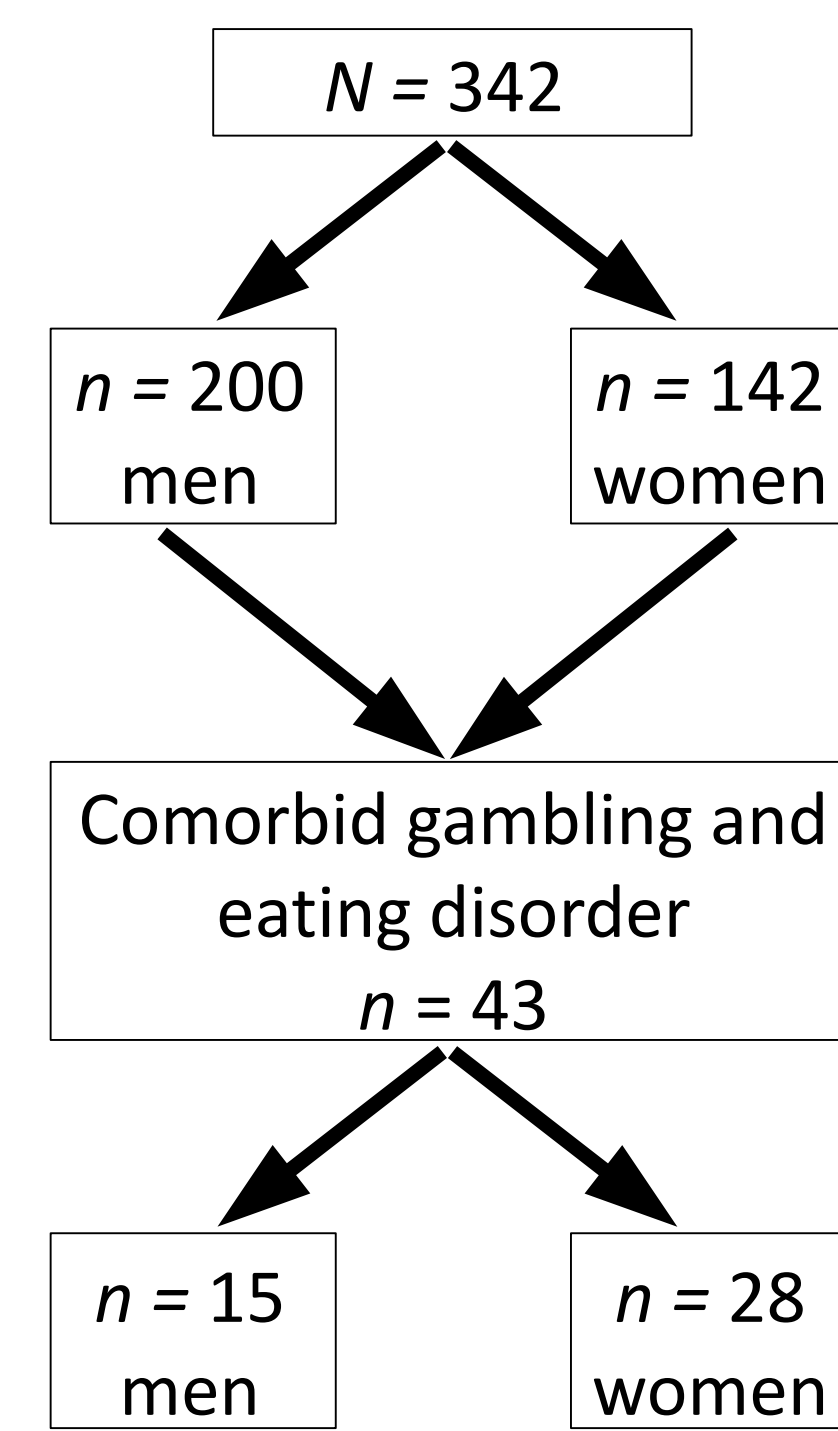 N = 342
n = 200
men
n = 142
women
Comorbid gambling and
eating disorder
n = 43
n = 15
men
n = 28
women